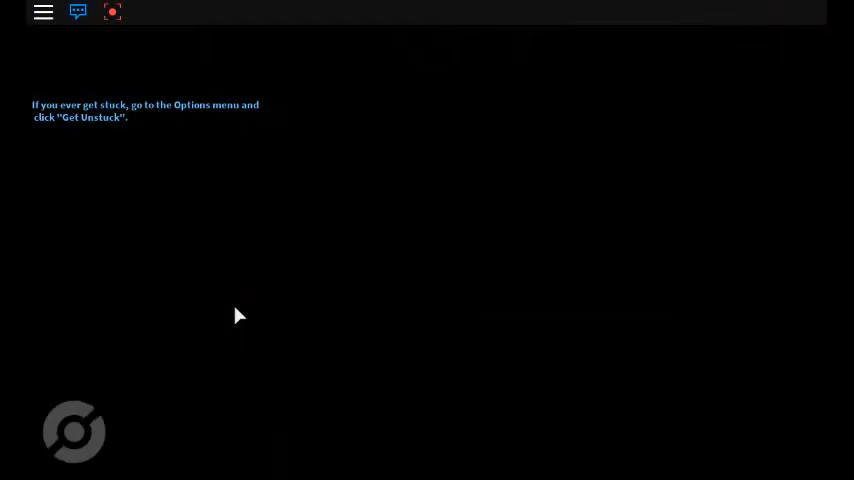 If you ever get stuck, go to the Options menu and
click "Get Unstuck".